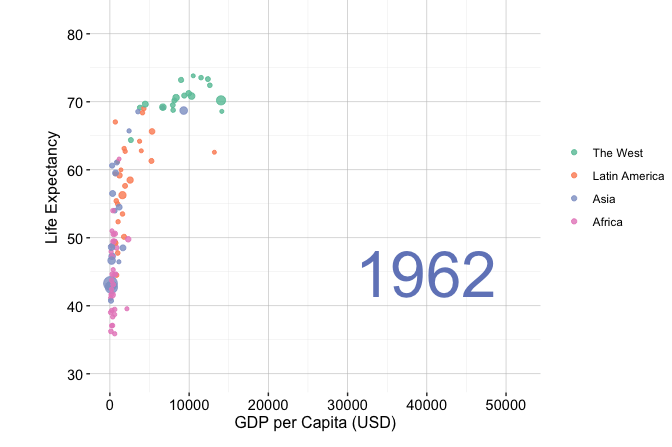 80
70
60
50
40
30
Life Expectancy
1962
0 10000 20000 30000 40000 50000
GDP per Capita (USD)
The West
Latin America
Asia
Africa